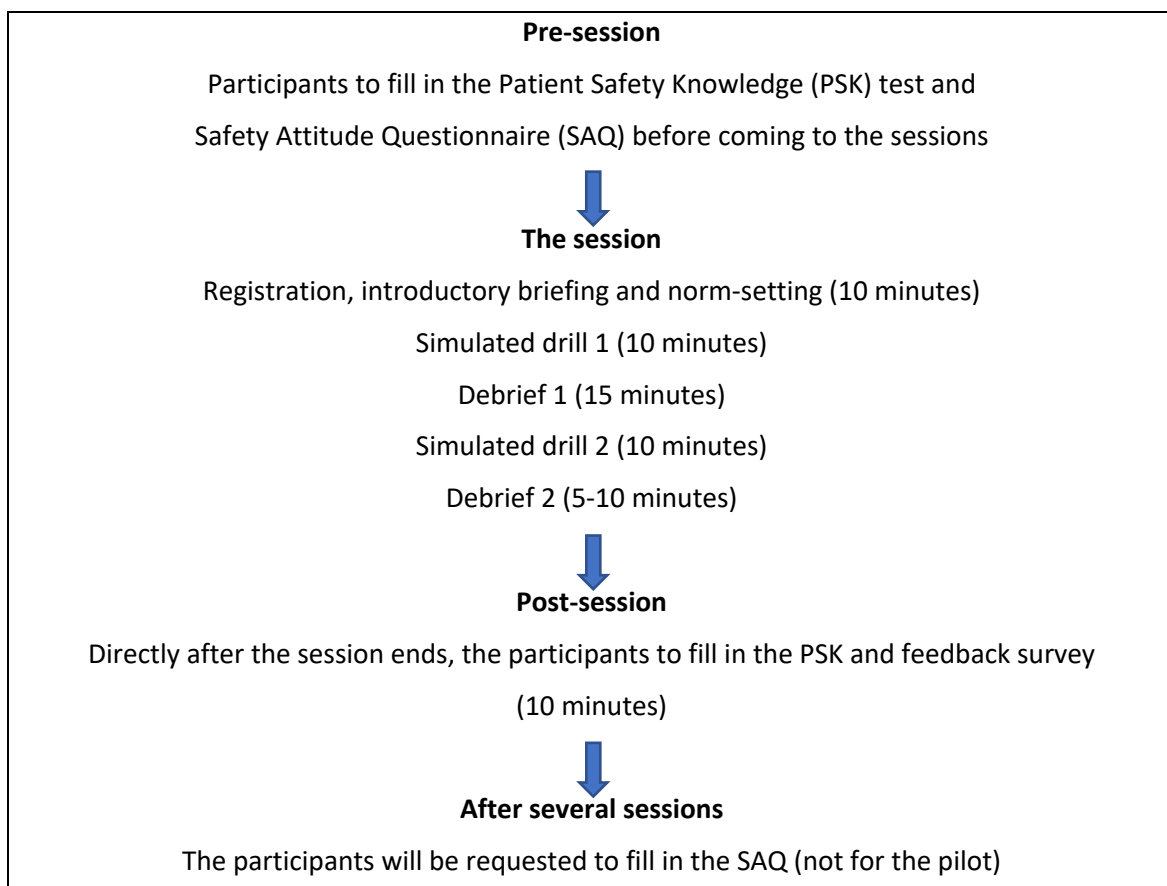 Pre-session
Participants to fill in the Patient Safety Knowledge (PSK) test and
Safety Attitude Questionnaire (SAQ) before coming to the sessions
The session
Registration, introductory briefing and norm-setting (10 minutes)
Simulated drill 1 (10 minutes)
Debrief 1 (15 minutes)
Simulated drill 2 (10 minutes)
Debrief 2 (5-10 minutes)
Post-session
Directly after the session ends, the participants to fill in the PSK and feedback survey
(10 minutes)
After several sessions
The participants will be requested to fill in the SAQ (not for the pilot)